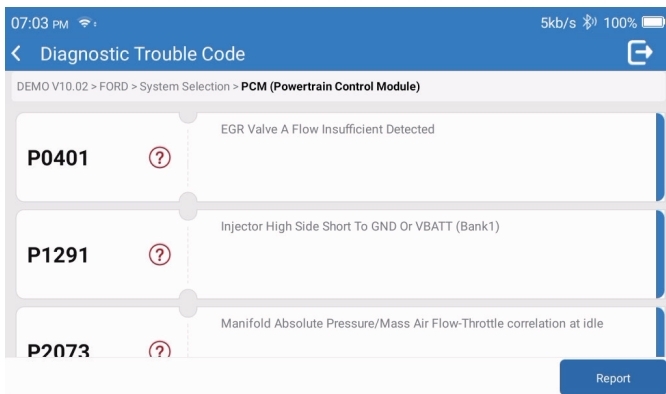 07:03 PM
5kb/s 100%
Diagnostic Trouble Code
DEMO V10.02 > FORD > System Selection > PCM (Powertrain Control Module)
EGR Valve A Flow Insufficient Detected
P0401 ?
Injector High Side Short To GND Or VBATT (Bank1)
P1291 ?
Manifold Absolute Pressure/Mass Air Flow-Throttle correlation at idle
P2073 ?
Report